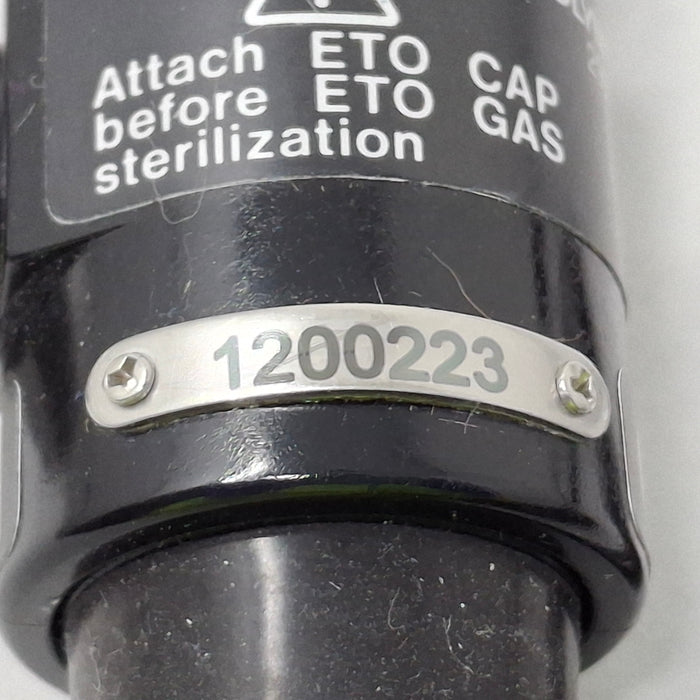 Attach ETO CAP
before ETO GAS
sterilization
1200223